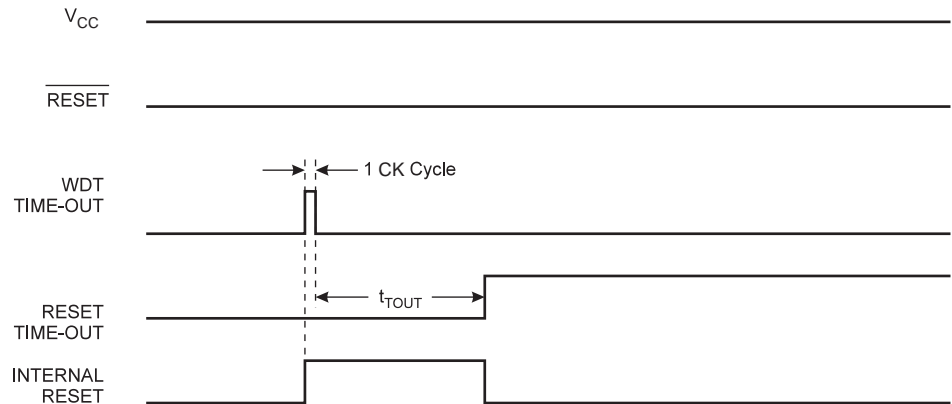 VCC
RESET
WDT
TIME-OUT
1 CK Cycle
RESET
TIME-OUT
tTOUT
INTERNAL
RESET